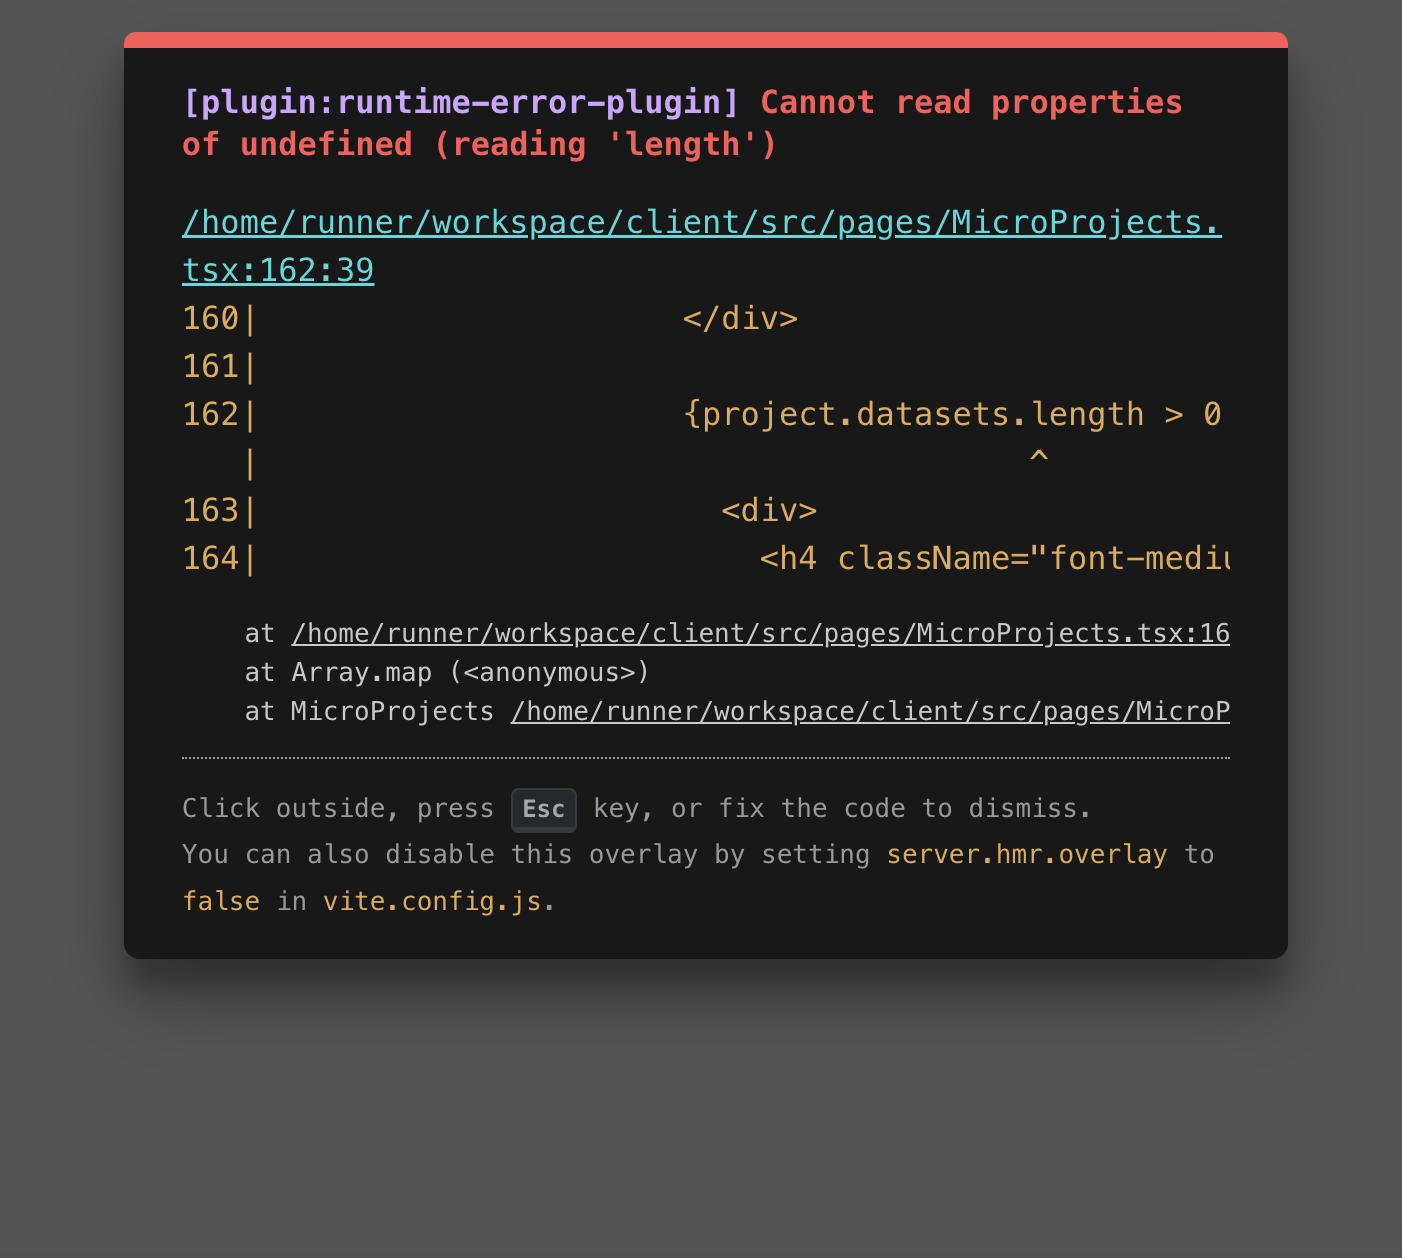 [plugin:runtime-error-plugin] Cannot read properties
of undefined (reading 'length')
/home/runner/workspace/client/src/pages/MicroProjects.
tsx:162:39
160|                      </div>
161|
162|                      {project.datasets.length > 0
   |                                        ^
163|                        <div>
164|                          <h4 className="font-mediu
at /home/runner/workspace/client/src/pages/MicroProjects.tsx:16
at Array.map (<anonymous>)
at MicroProjects /home/runner/workspace/client/src/pages/MicroP
Click outside, press Esc key, or fix the code to dismiss.
You can also disable this overlay by setting server.hmr.overlay to
false in vite.config.js.